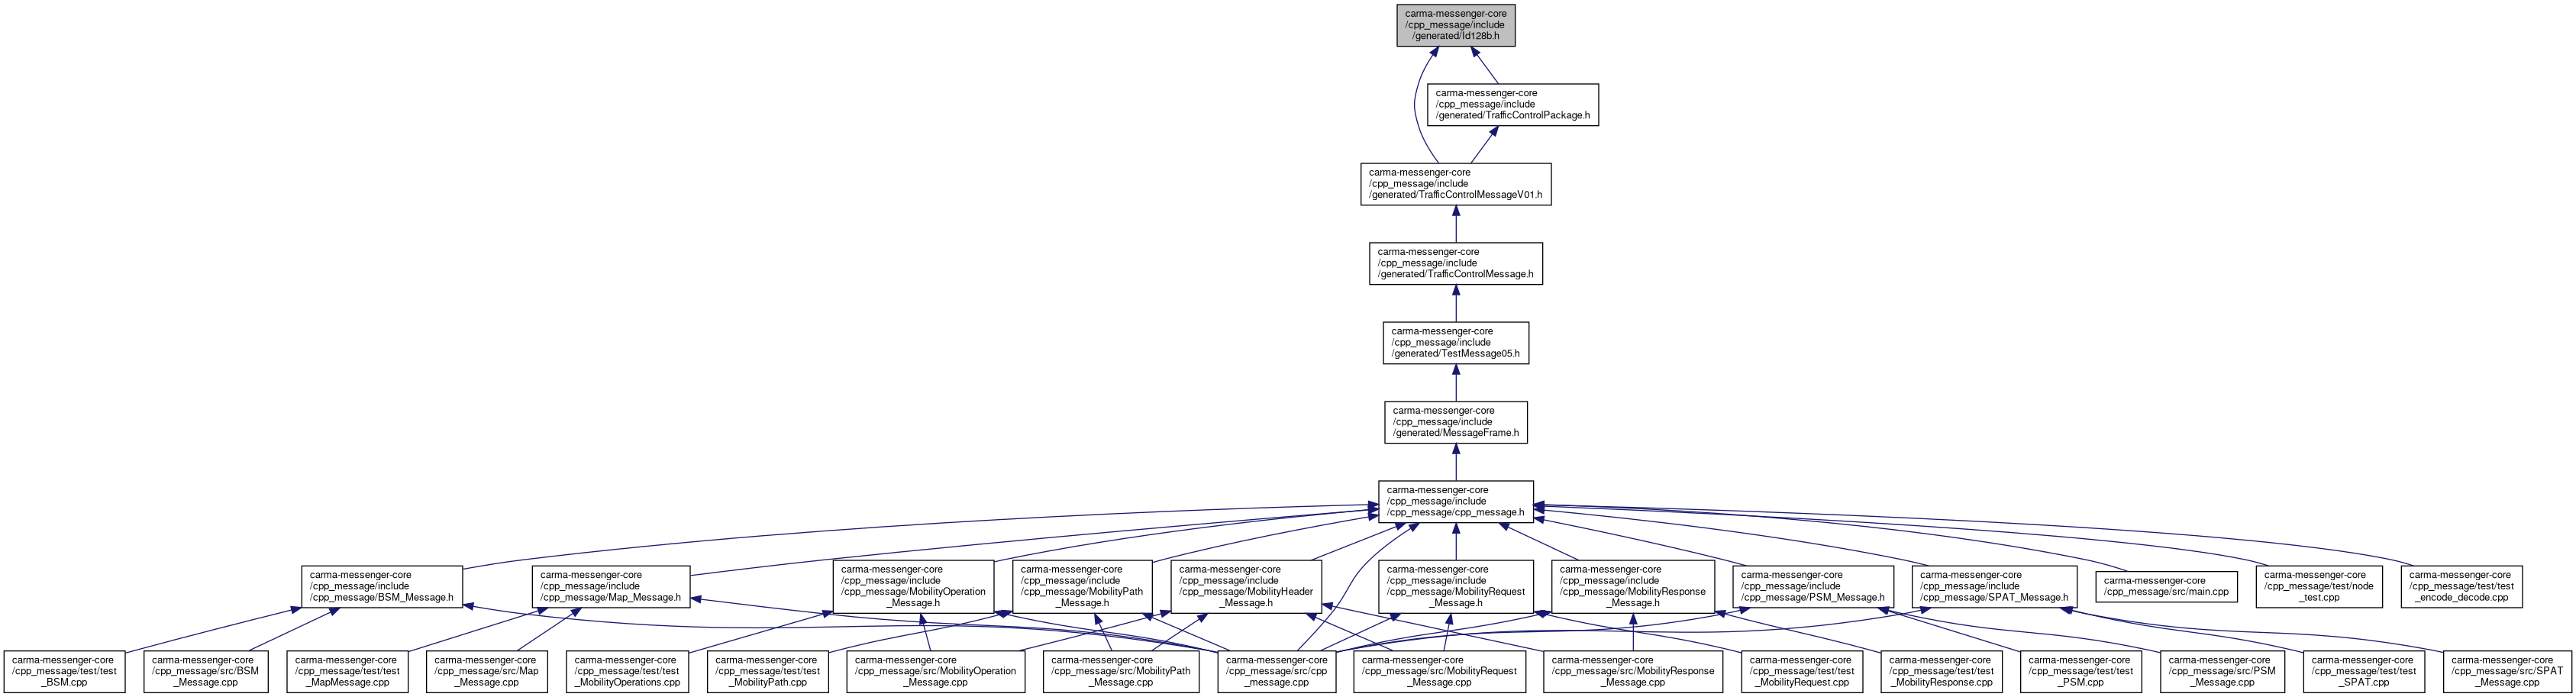 carma-messenger-core
/cpp_message/include
/generated/Id128b.h
carma-messenger-core
/cpp_message/include
/generated/TrafficControlPackage.h
carma-messenger-core
/cpp_message/include
/generated/TrafficControlMessageV01.h
carma-messenger-core
/cpp_message/include
/generated/TrafficControlMessage.h
carma-messenger-core
/cpp_message/include
/generated/TestMessage05.h
carma-messenger-core
/cpp_message/include
/generated/MessageFrame.h
carma-messenger-core
/cpp_message/include
/cpp_message/cpp_message.h
carma-messenger-core
/cpp_message/include
/cpp_message/BSM_Message.h
carma-messenger-core
/cpp_message/include
/cpp_message/Map_Message.h
carma-messenger-core
/cpp_message/include
/cpp_message/MobilityOperation
_Message.h
carma-messenger-core
/cpp_message/include
/cpp_message/MobilityPath
_Message.h
carma-messenger-core
/cpp_message/include
/cpp_message/MobilityHeader
_Message.h
carma-messenger-core
/cpp_message/include
/cpp_message/MobilityRequest
_Message.h
carma-messenger-core
/cpp_message/include
/cpp_message/MobilityResponse
_Message.h
carma-messenger-core
/cpp_message/include
/cpp_message/PSM_Message.h
carma-messenger-core
/cpp_message/include
/cpp_message/SPAT_Message.h
carma-messenger-core
/cpp_message/src/main.cpp
carma-messenger-core
/cpp_message/test/node
_test.cpp
carma-messenger-core
/cpp_message/test/test
_encode_decode.cpp
carma-messenger-core
/cpp_message/test/test
_BSM.cpp
carma-messenger-core
/cpp_message/src/BSM
_Message.cpp
carma-messenger-core
/cpp_message/test/test
_MapMessage.cpp
carma-messenger-core
/cpp_message/src/Map
_Message.cpp
carma-messenger-core
/cpp_message/test/test
_MobilityOperations.cpp
carma-messenger-core
/cpp_message/test/test
_MobilityPath.cpp
carma-messenger-core
/cpp_message/src/MobilityOperation
_Message.cpp
carma-messenger-core
/cpp_message/src/MobilityPath
_Message.cpp
carma-messenger-core
/cpp_message/src/cpp
_message.cpp
carma-messenger-core
/cpp_message/src/MobilityRequest
_Message.cpp
carma-messenger-core
/cpp_message/src/MobilityResponse
_Message.cpp
carma-messenger-core
/cpp_message/test/test
_MobilityRequest.cpp
carma-messenger-core
/cpp_message/test/test
_MobilityResponse.cpp
carma-messenger-core
/cpp_message/test/test
_PSM.cpp
carma-messenger-core
/cpp_message/src/PSM
_Message.cpp
carma-messenger-core
/cpp_message/test/test
_SPAT.cpp
carma-messenger-core
/cpp_message/src/SPAT
_Message.cpp